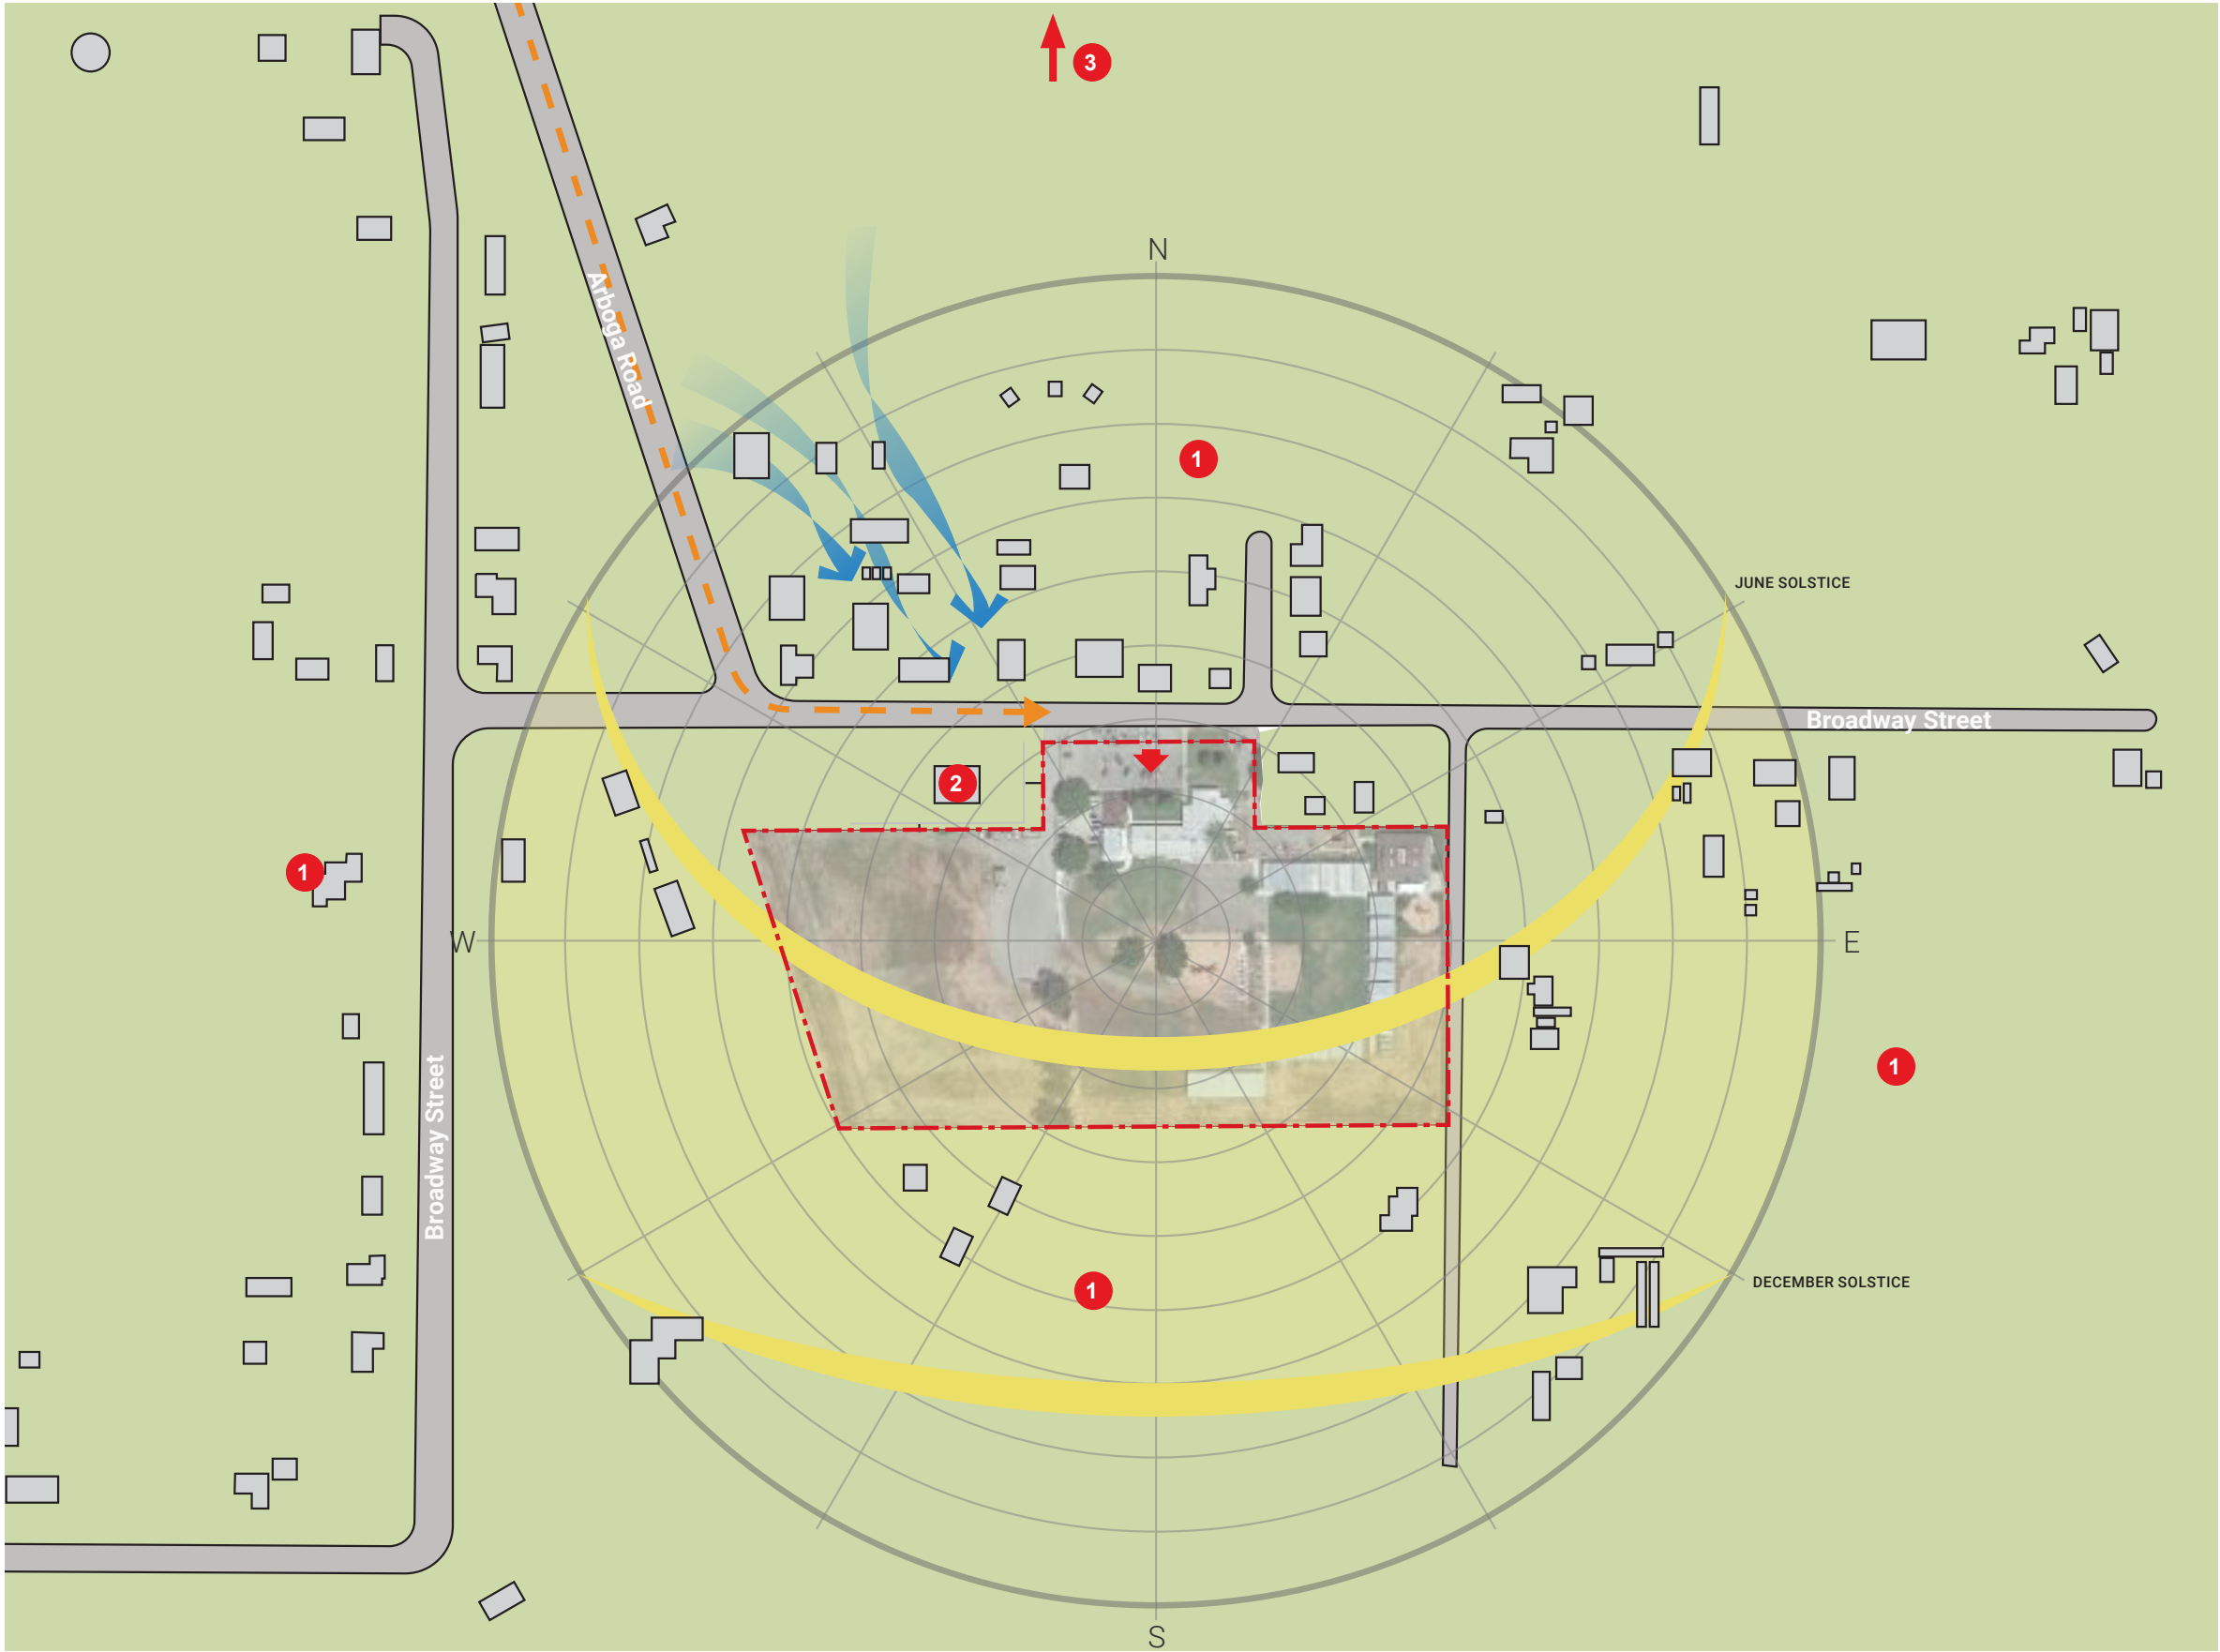 3
N
Arboga Road
1
JUNE SOLSTICE
Broadway Street
2
1
W
E
1
Broadway Street
1
DECEMBER SOLSTICE
S